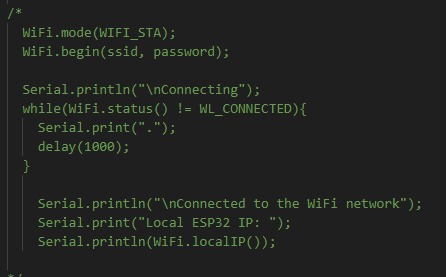 /*
  WiFi.mode(WIFI_STA);
  WiFi.begin(ssid, password);

  Serial.println("\nConnecting");
  while(WiFi.status() != WL_CONNECTED){
    Serial.print(".");
    delay(1000);
  }

    Serial.println("\nConnected to the WiFi network");
    Serial.print("Local ESP32 IP: ");
    Serial.println(WiFi.localIP());

*/